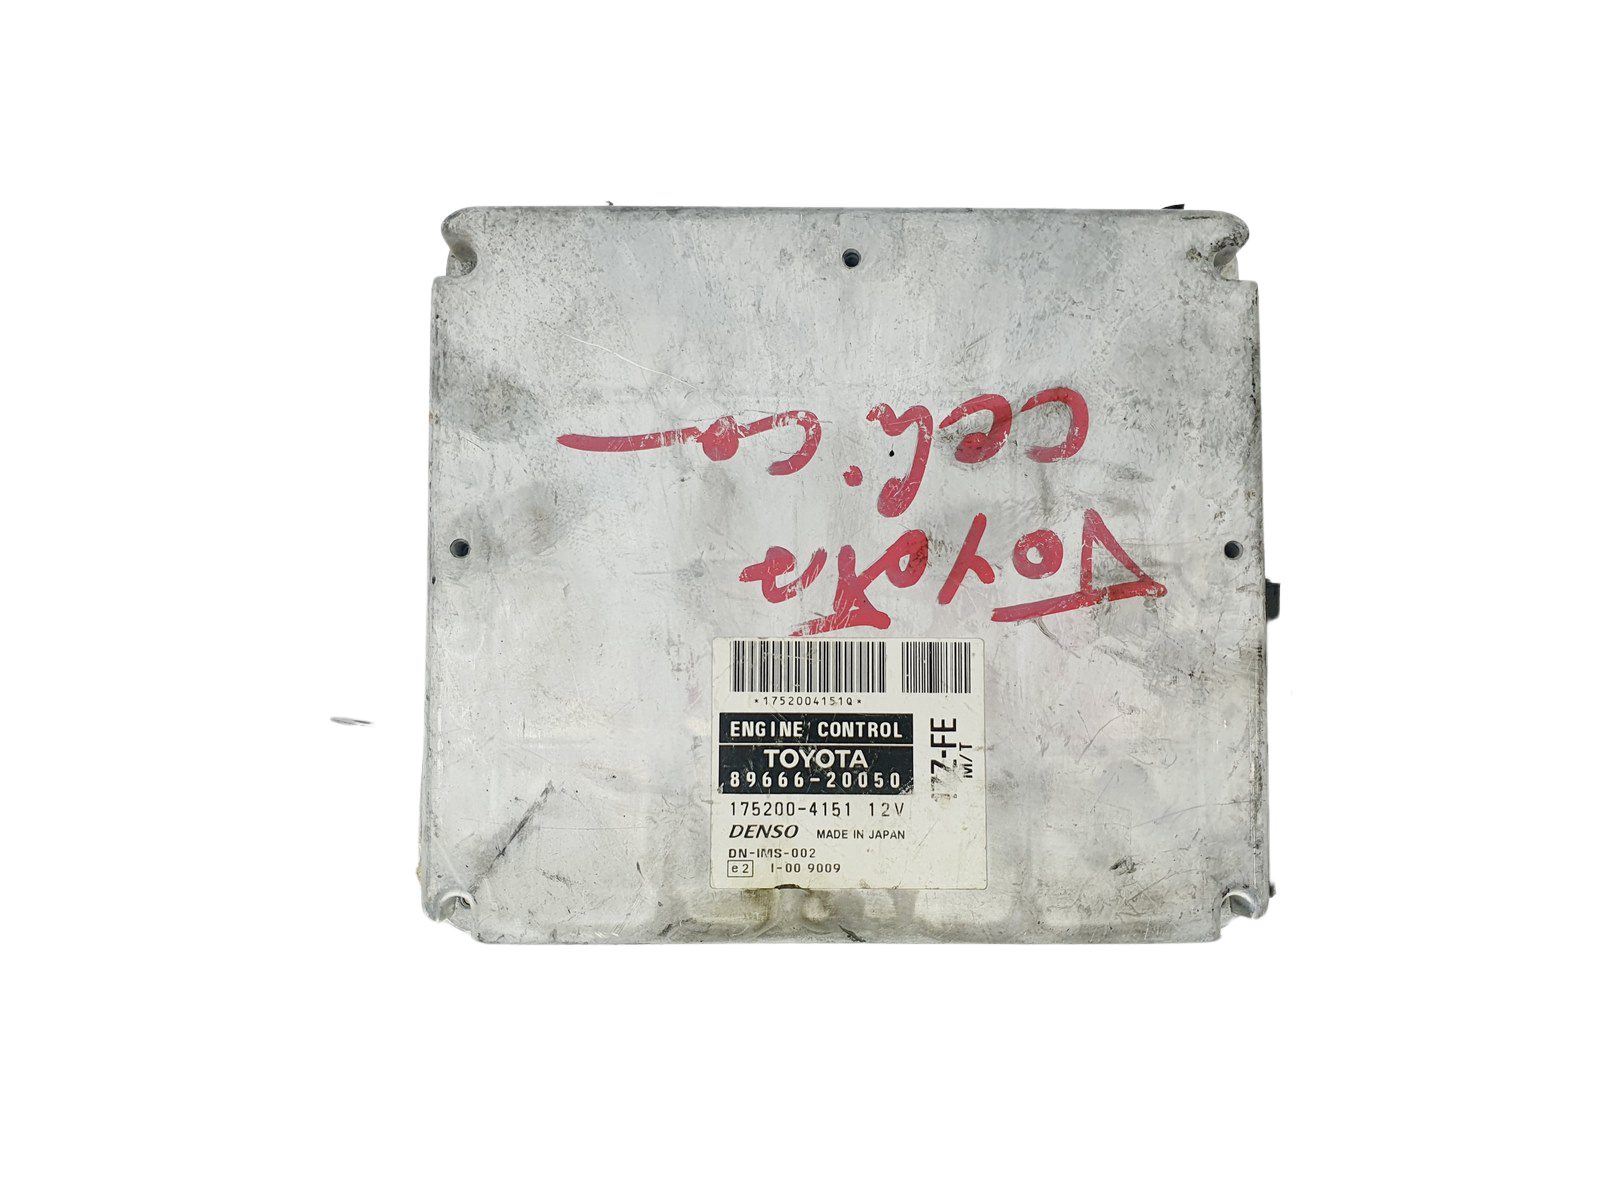 Toyota
*1752004151Q*
ENGINE CONTROL
TOYOTA
89666-20050
175200-4151 12V
DENSO MADE IN JAPAN
DN-IMS-002
e2 1-00 9009
1ZZ-FE
M/T